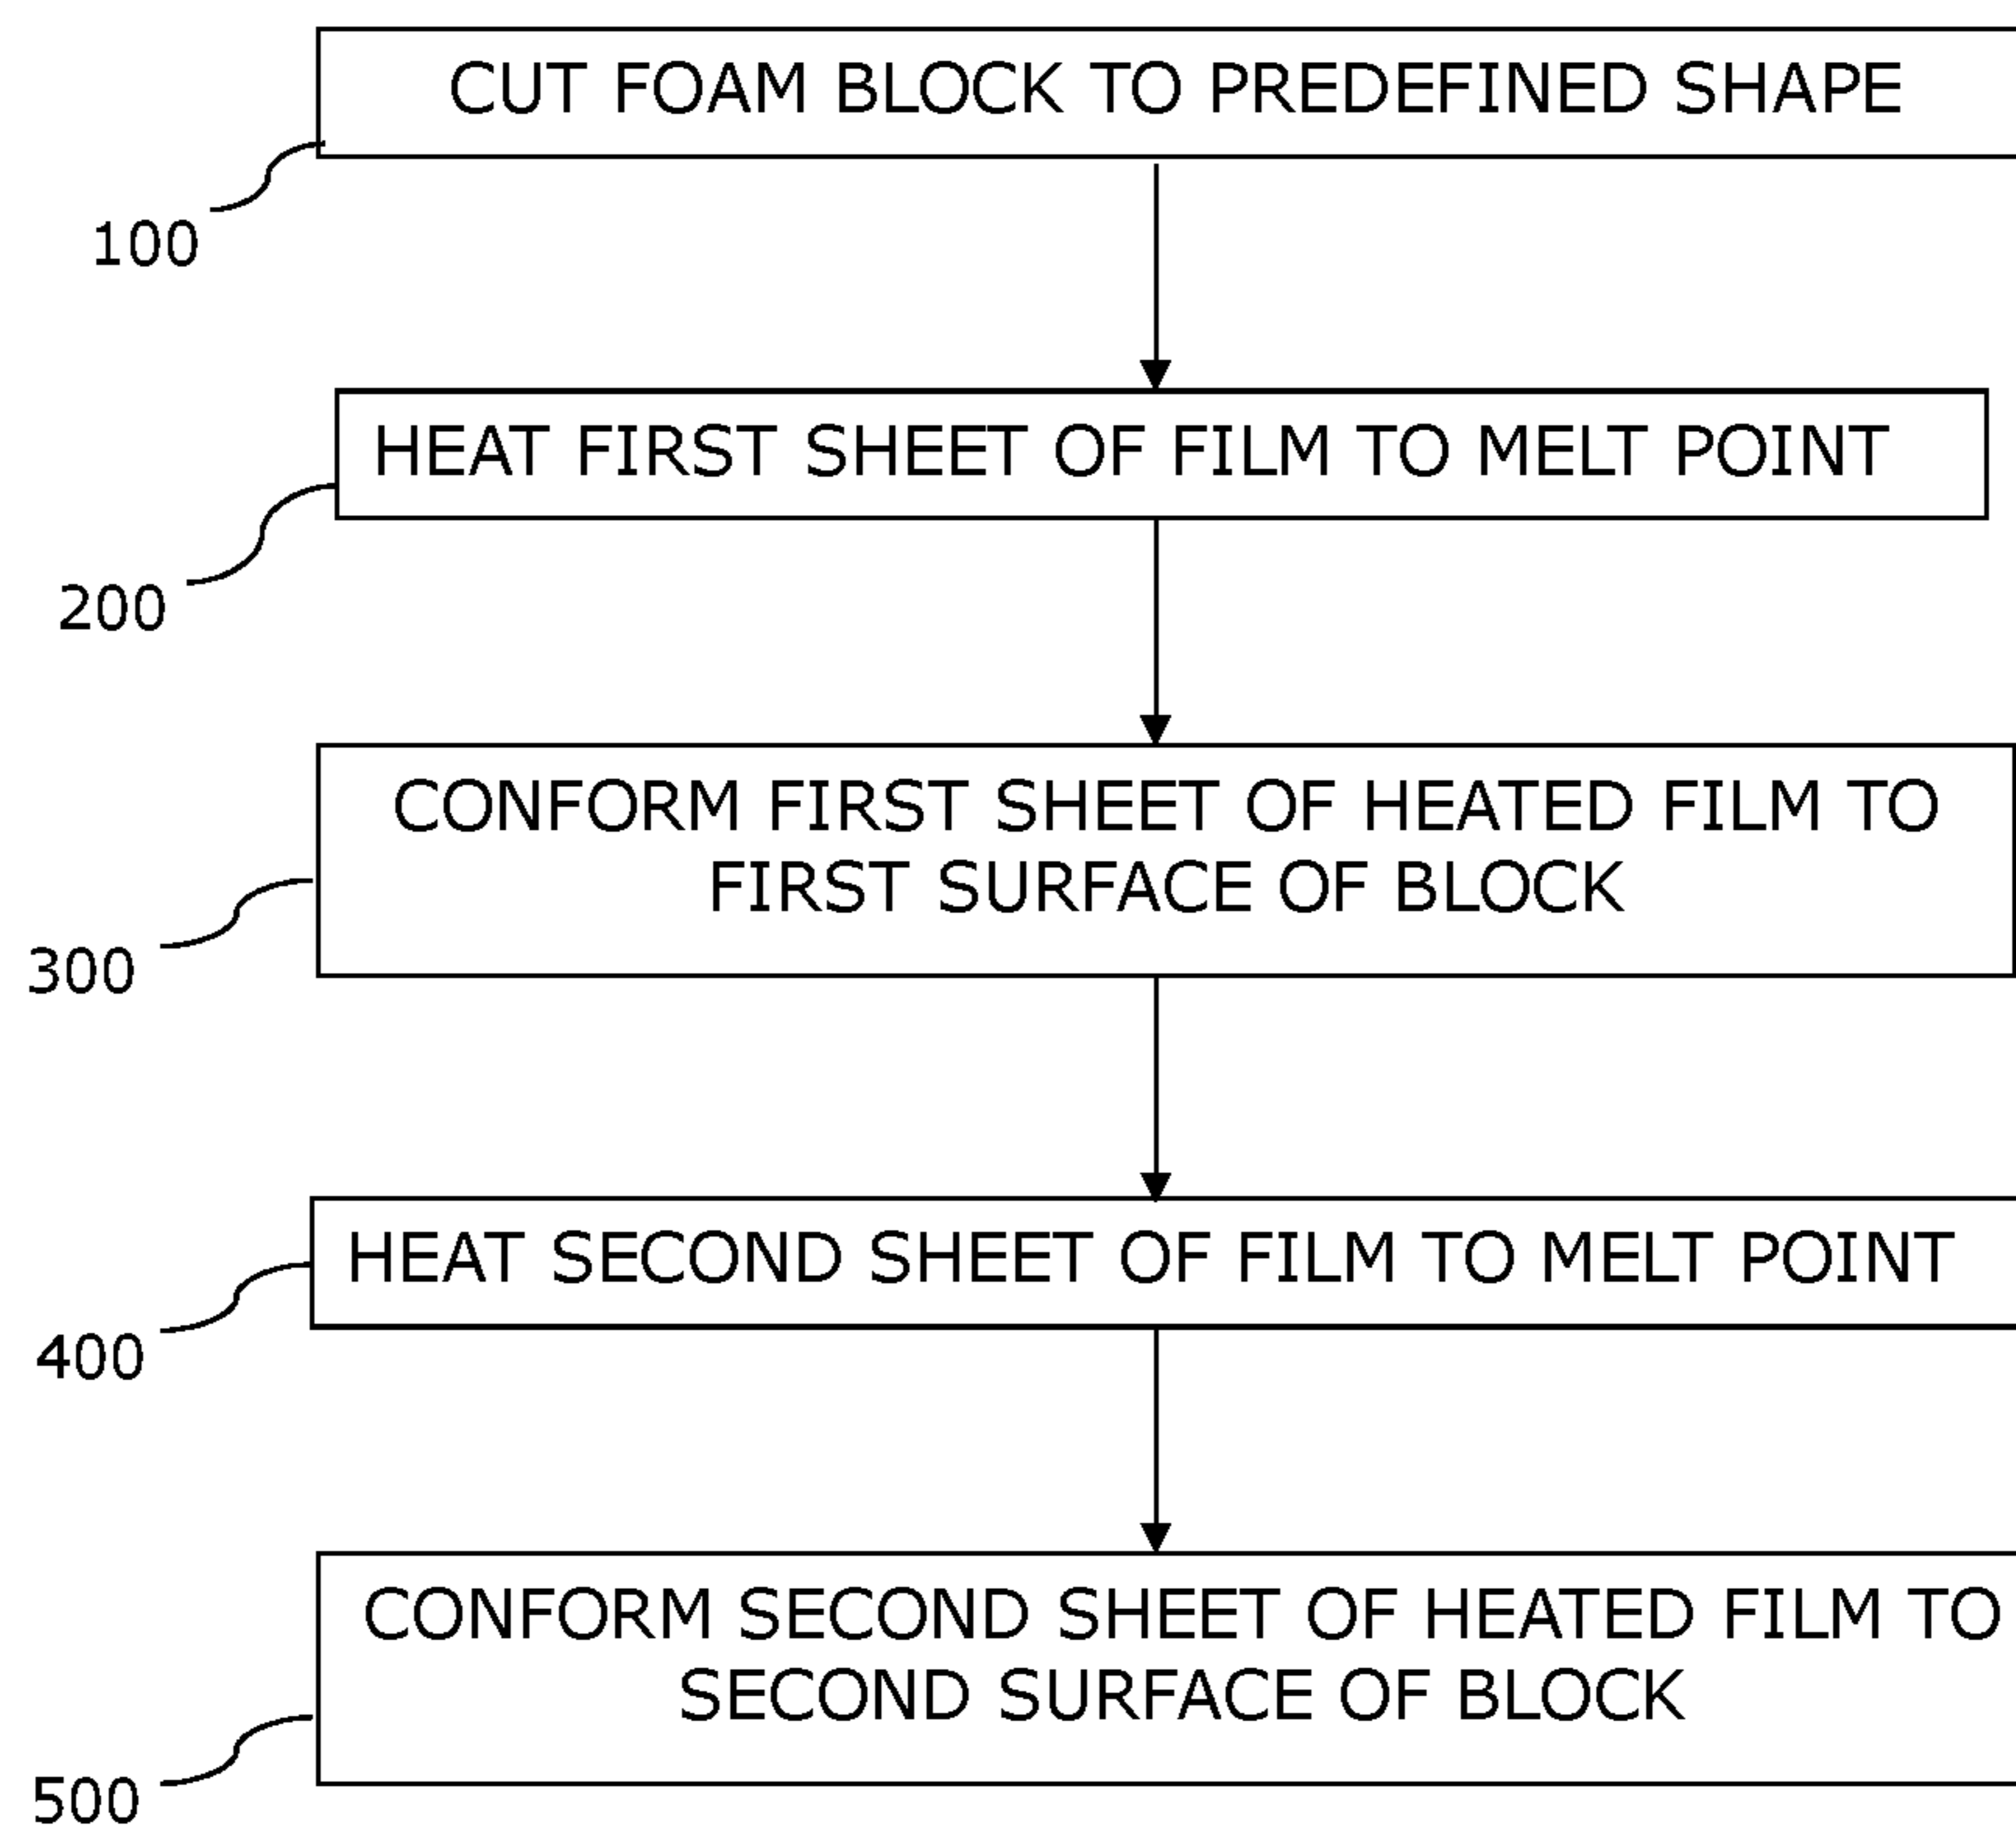 CUT FOAM BLOCK TO PREDEFINED SHAPE
100
HEAT FIRST SHEET OF FILM TO MELT POINT
200
CONFORM FIRST SHEET OF HEATED FILM TO
FIRST SURFACE OF BLOCK
300
HEAT SECOND SHEET OF FILM TO MELT POINT
400
CONFORM SECOND SHEET OF HEATED FILM TO
SECOND SURFACE OF BLOCK
500